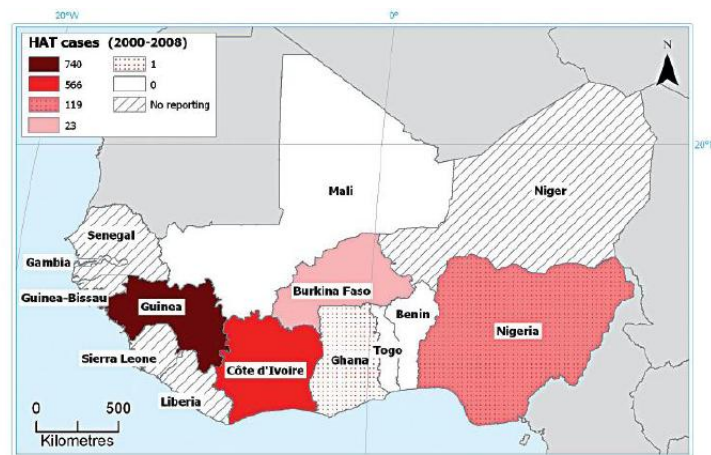 20°W 0°
HAT cases (2000-2008)
740 1
566 0
119 No reporting
23
N
20°N
Mali
Niger
Senegal
Gambia
Burkina Faso
Guinea-Bissau
Guinea
Benin
Nigeria
Ghana
Togo
Sierra Leone
Côte d'Ivoire
Liberia
0 500
Kilometres